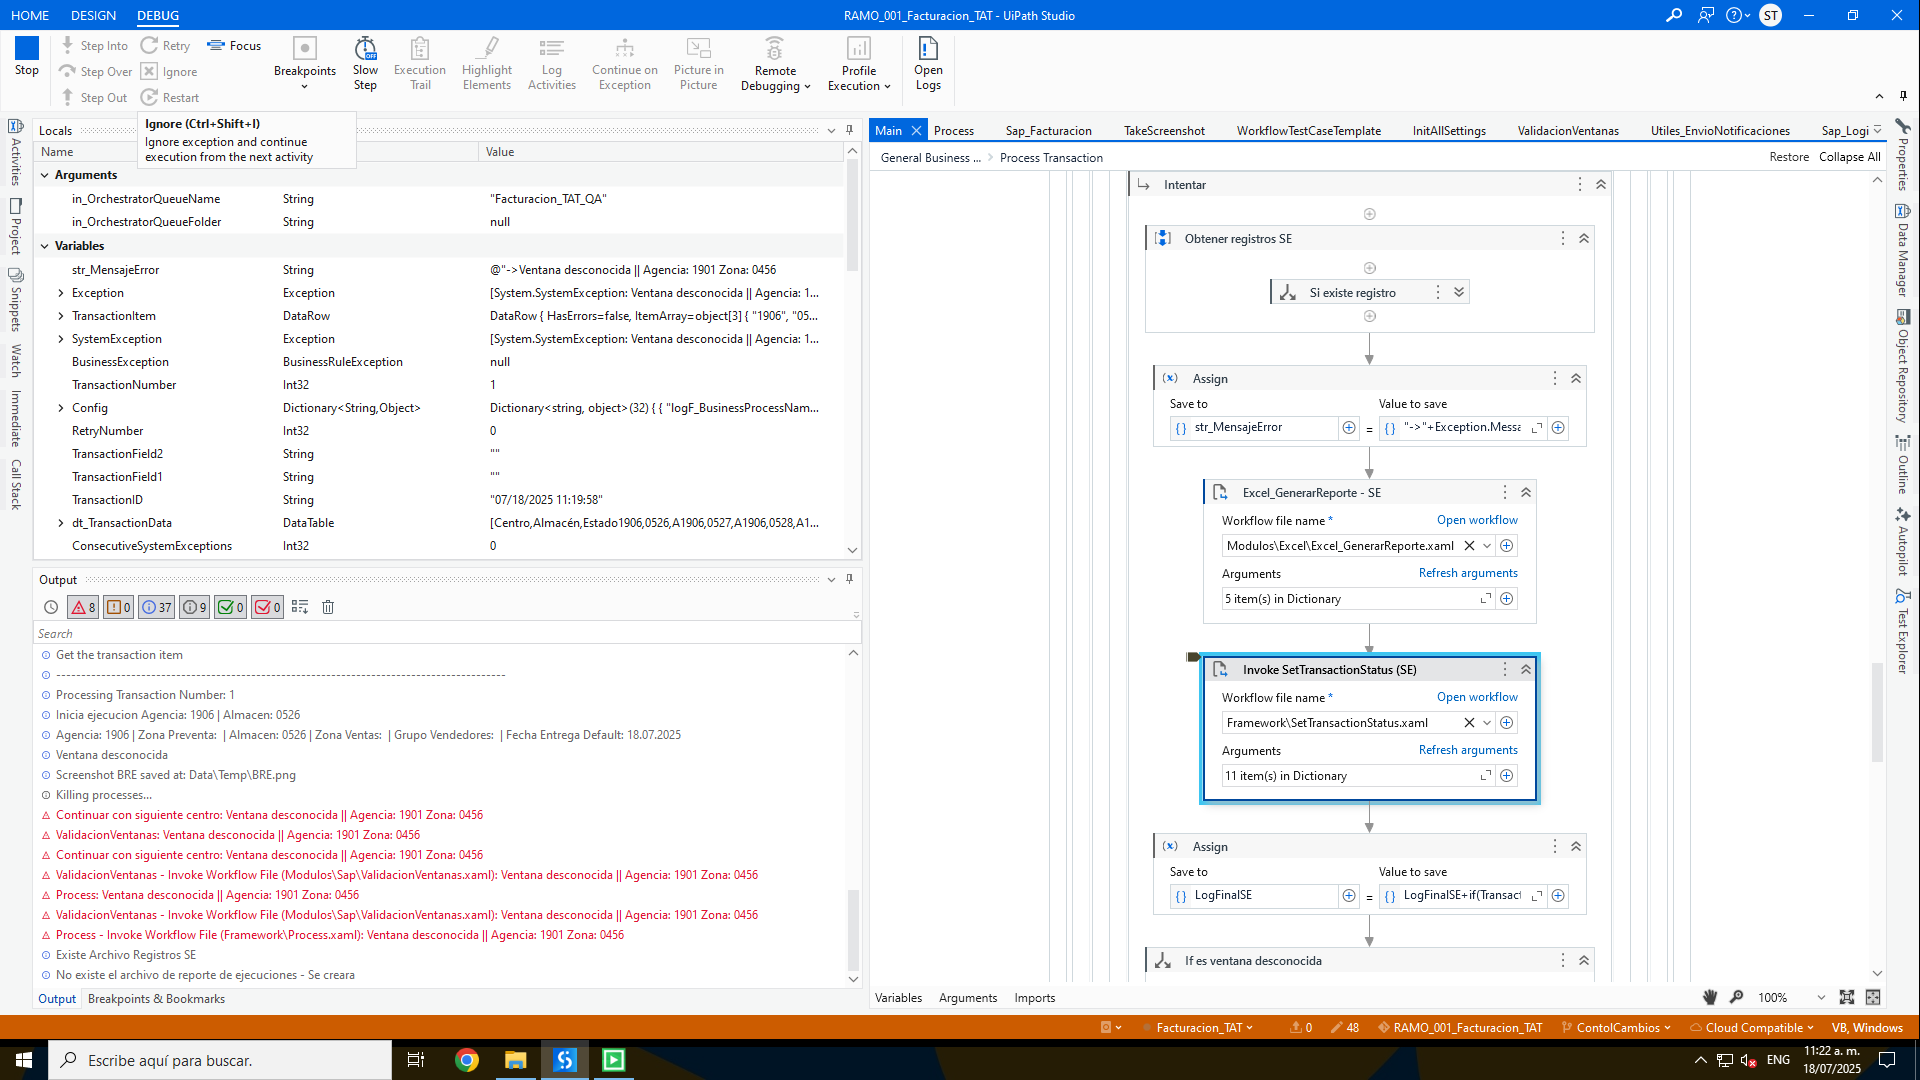 HOME DESIGN DEBUG RAMO_001_Facturacion_TAT - UiPath Studio ST
Stop
Step Into
Step Over
Step Out
Retry
Ignore
Restart
Focus
Breakpoints
Slow Step
Execution Trail
Highlight Elements
Log Activities
Continue on Exception
Picture in Picture
Remote Debugging
Profile Execution
Open Logs
Ignore (Ctrl+Shift+I)
Ignore exception and continue
execution from the next activity
Activities
Project
Snippets
Watch
Immediate
Call Stack
Locals
Name Value
Arguments
in_OrchestratorQueueName String "Facturacion_TAT_QA"
in_OrchestratorQueueFolder String null
Variables
str_MensajeError String @"->Ventana desconocida || Agencia: 1901 Zona: 0456
Exception Exception [System.SystemException: Ventana desconocida || Agencia: 1...
TransactionItem DataRow DataRow { HasErrors=false, ItemArray=object[3] { "1906", "05...
SystemException Exception [System.SystemException: Ventana desconocida || Agencia: 1...
BusinessException BusinessRuleException null
TransactionNumber Int32 1
Config Dictionary<String,Object> Dictionary<string, object>(32) { { "logF_BusinessProcessNam...
RetryNumber Int32 0
TransactionField2 String ""
TransactionField1 String ""
TransactionID String "07/18/2025 11:19:58"
dt_TransactionData DataTable [Centro,Almacén,Estado1906,0526,A1906,0527,A1906,0528,A1...
ConsecutiveSystemExceptions Int32 0
Output
8 0 37 9 0 0
Search
Get the transaction item
------------------------------------------------------------------------------------------
Processing Transaction Number: 1
Inicia ejecucion Agencia: 1906 | Almacen: 0526
Agencia: 1906 | Zona Preventa: | Almacen: 0526 | Zona Ventas: | Grupo Vendedores: | Fecha Entrega Default: 18.07.2025
Ventana desconocida
Screenshot BRE saved at: Data\Temp\BRE.png
Killing processes...
Continuar con siguiente centro: Ventana desconocida || Agencia: 1901 Zona: 0456
ValidacionVentanas: Ventana desconocida || Agencia: 1901 Zona: 0456
Continuar con siguiente centro: Ventana desconocida || Agencia: 1901 Zona: 0456
ValidacionVentanas - Invoke Workflow File (Modulos\Sap\ValidacionVentanas.xaml): Ventana desconocida || Agencia: 1901 Zona: 0456
Process: Ventana desconocida || Agencia: 1901 Zona: 0456
ValidacionVentanas - Invoke Workflow File (Modulos\Sap\ValidacionVentanas.xaml): Ventana desconocida || Agencia: 1901 Zona: 0456
Process - Invoke Workflow File (Framework\Process.xaml): Ventana desconocida || Agencia: 1901 Zona: 0456
Existe Archivo Registros SE
No existe el archivo de reporte de ejecuciones - Se creara
Output Breakpoints & Bookmarks
Main Process Sap_Facturacion TakeScreenshot WorkflowTestCaseTemplate InitAllSettings ValidacionVentanas Utiles_EnvioNotificaciones Sap_Logi
General Business ... > Process Transaction Restore Collapse All
Intentar
Obtener registros SE
Si existe registro
Assign
Save to Value to save
str_MensajeError = "->"+Exception.Messa
Excel_GenerarReporte - SE
Workflow file name * Open workflow
Modulos\Excel\Excel_GenerarReporte.xaml
Arguments Refresh arguments
5 item(s) in Dictionary
Invoke SetTransactionStatus (SE)
Workflow file name * Open workflow
Framework\SetTransactionStatus.xaml
Arguments Refresh arguments
11 item(s) in Dictionary
Assign
Save to Value to save
LogFinalSE = LogFinalSE+if(Transact
If es ventana desconocida
Variables Arguments Imports 100%
Properties
Data Manager
Object Repository
Outline
Autopilot
Test Explorer
Facturacion_TAT 0 48 RAMO_001_Facturacion_TAT ContolCambios Cloud Compatible VB, Windows
Escribe aquí para buscar. ENG 11:22 a. m.
18/07/2025